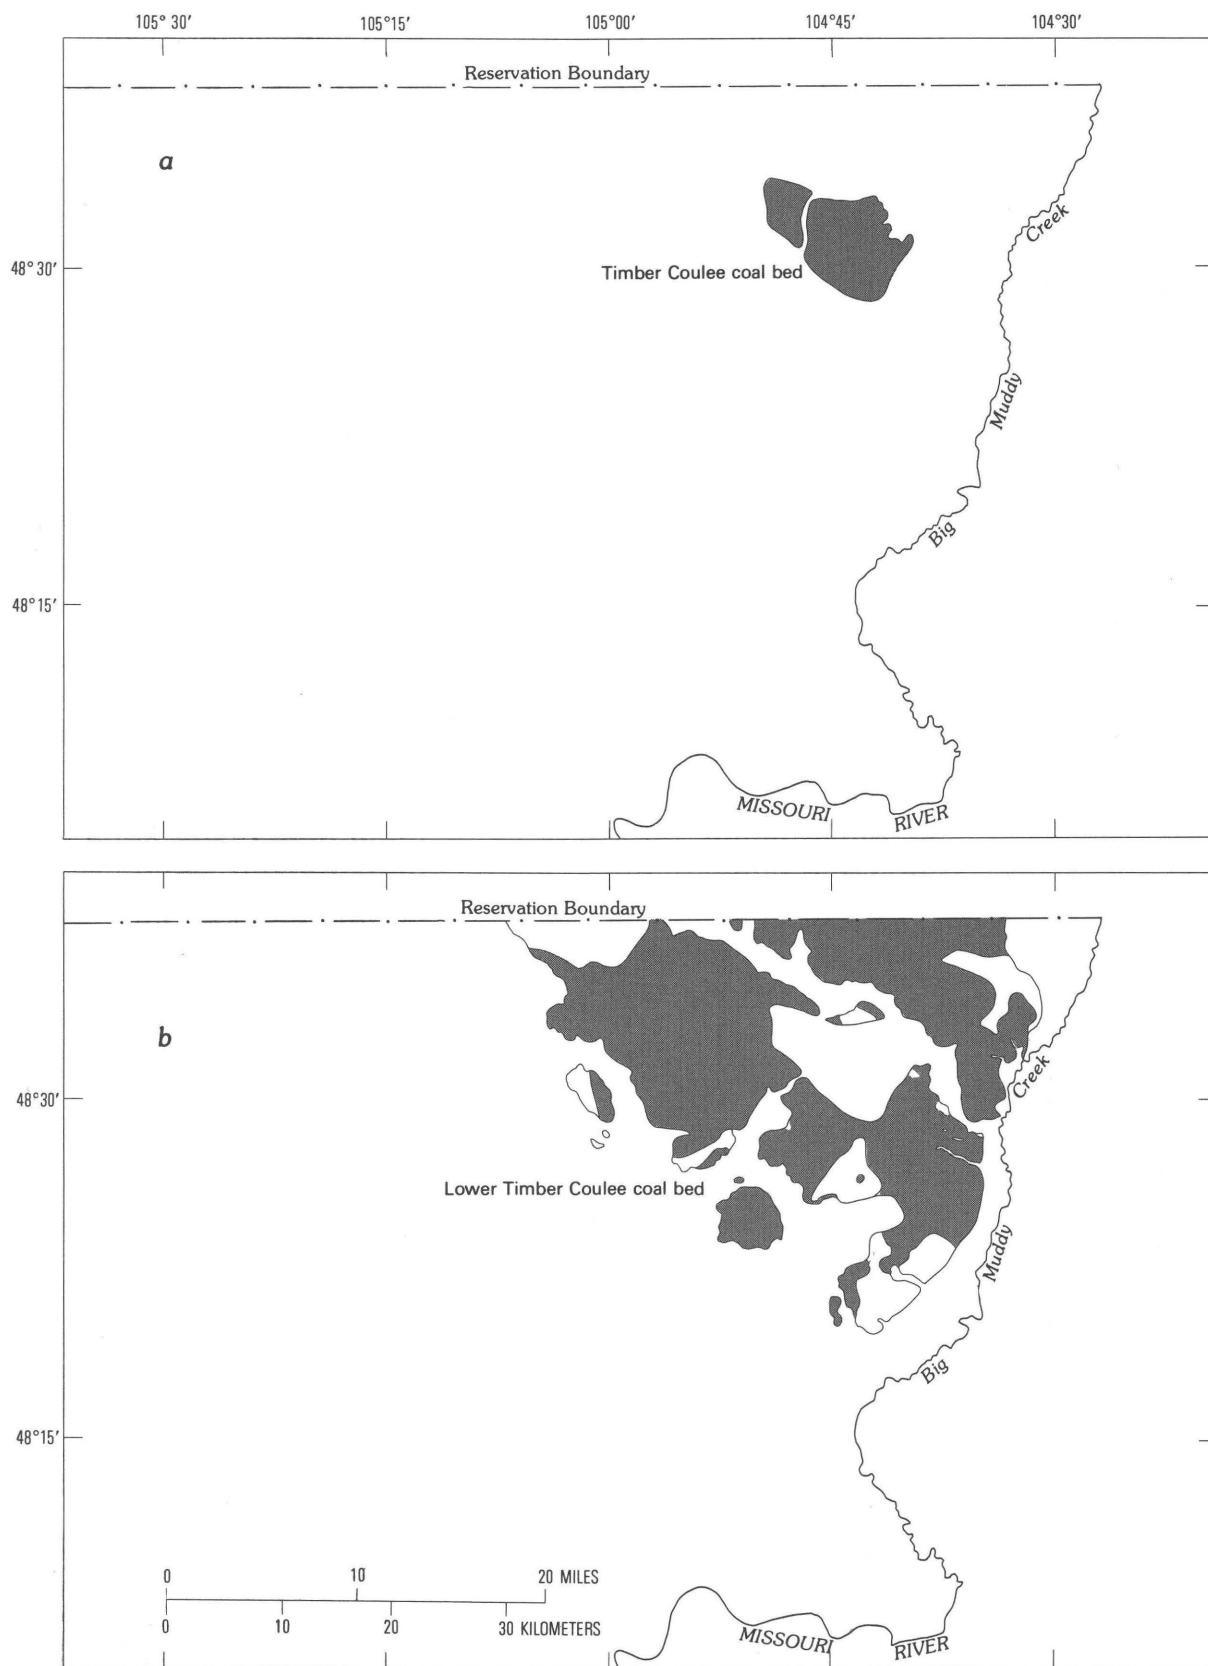 105° 30′ 105°15′ 105°00′ 104°45′ 104°30′
Reservation Boundary
a
Creek
48° 30′
Timber Coulee coal bed
Muddy
Big
48°15′
MISSOURI RIVER
Reservation Boundary
b
Creek
48°30′
Lower Timber Coulee coal bed
Muddy
Big
48°15′
0 10 20 MILES
0 10 20 30 KILOMETERS
MISSOURI RIVER